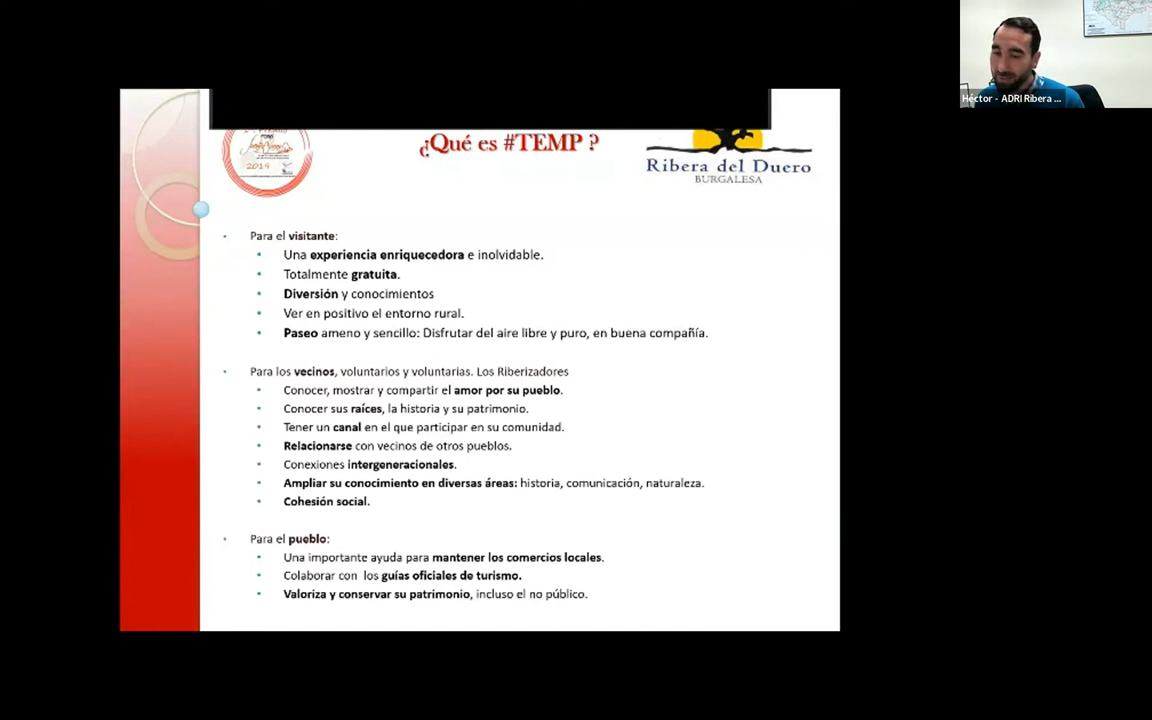 Héctor - ADRI Ribera ...
¿Qué es #TEMP ?
2019
Ribera del Duero
BURGALESA
Para el visitante:
Una experiencia enriquecedora e inolvidable.
Totalmente gratuita.
Diversión y conocimientos
Ver en positivo el entorno rural.
Paseo ameno y sencillo: Disfrutar del aire libre y puro, en buena compañía.
Para los vecinos, voluntarios y voluntarias. Los Riberizadores
Conocer, mostrar y compartir el amor por su pueblo.
Conocer sus raíces, la historia y su patrimonio.
Tener un canal en el que participar en su comunidad.
Relacionarse con vecinos de otros pueblos.
Conexiones intergeneracionales.
Ampliar su conocimiento en diversas áreas: historia, comunicación, naturaleza.
Cohesión social.
Para el pueblo:
Una importante ayuda para mantener los comercios locales.
Colaborar con los guías oficiales de turismo.
Valoriza y conservar su patrimonio, incluso el no público.